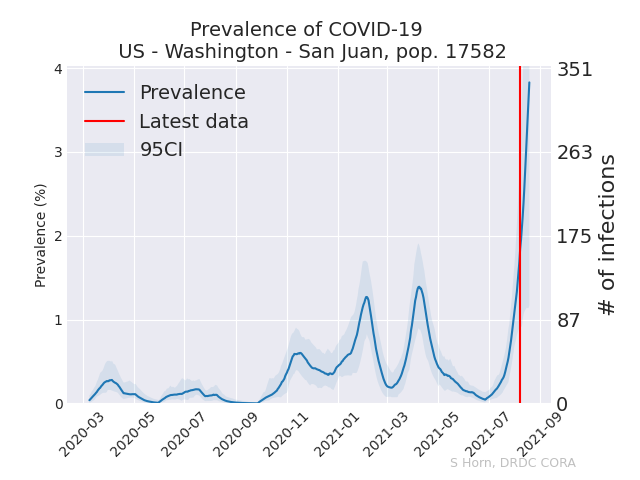 Prevalence of COVID-19
US - Washington - San Juan, pop. 17582
Prevalence
Latest data
95CI
Prevalence (%)
4
3
2
1
0
351
263
175
87
0
# of infections
2020-03
2020-05
2020-07
2020-09
2020-11
2021-01
2021-03
2021-05
2021-07
2021-09
S Horn, DRDC CORA